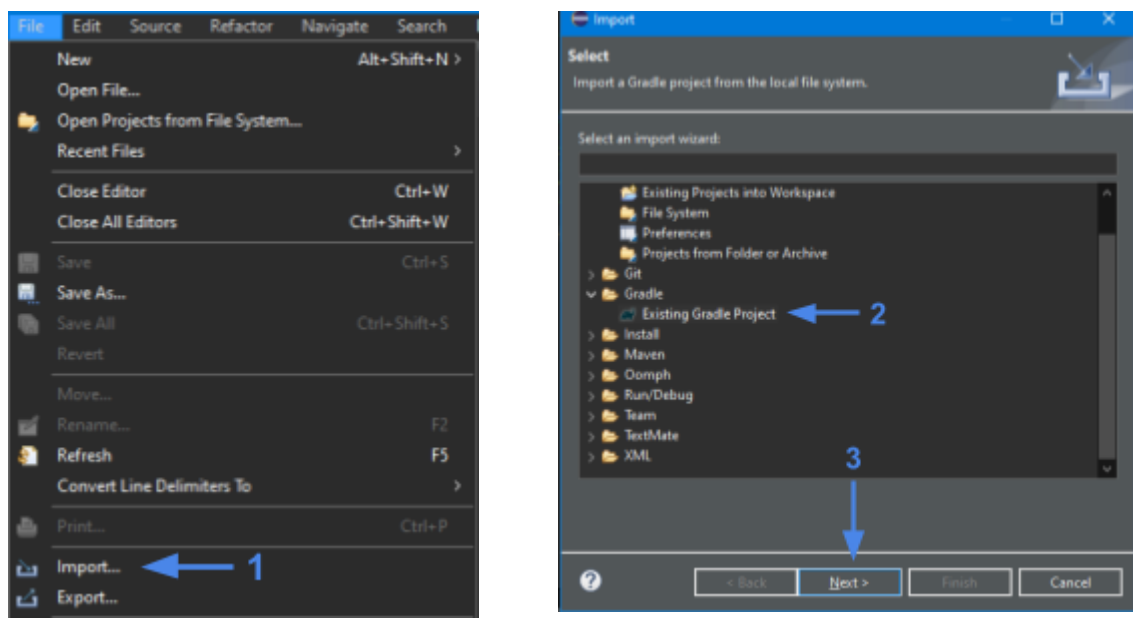 File Edit Source Refactor Navigate Search
New Alt+Shift+N >
Open File...
Open Projects from File System...
Recent Files >
Close Editor Ctrl+W
Close All Editors Ctrl+Shift+W
Save Ctrl+S
Save As...
Save All Ctrl+Shift+S
Revert
Move...
Rename... F2
Refresh F5
Convert Line Delimiters To >
Print... Ctrl+P
Import... 1
Export...
Import
Select
Import a Gradle project from the local file system.
Select an import wizard:
Existing Projects into Workspace
File System
Preferences
Projects from Folder or Archive
> Git
Gradle
Existing Gradle Project 2
> Install
> Maven
> Oomph
> Run/Debug
> Team
> TextMate
> XML
3
? < Back Next > Finish Cancel